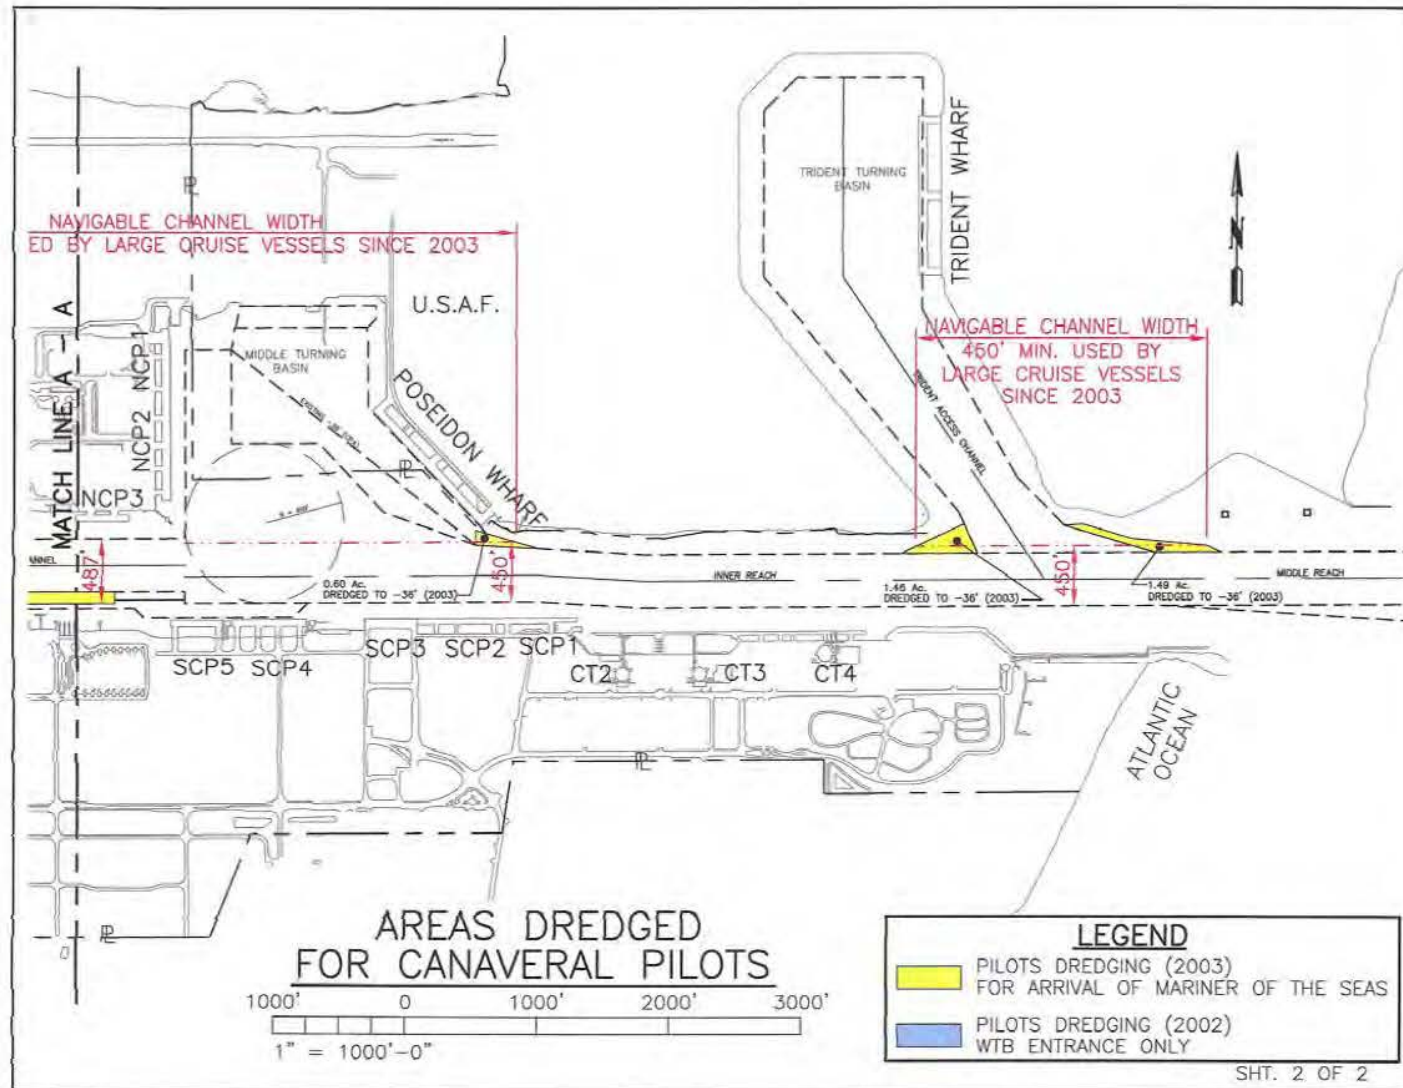 NAVIGABLE CHANNEL WIDTH
ED BY LARGE CRUISE VESSELS SINCE 2003
U.S.A.F.
MATCH LINE A-A
NCP1
NCP2
NCP3
MIDDLE TURNING
BASIN
POSEIDON WHARF
TRIDENT TURNING
BASIN
TRIDENT WHARF
N
NAVIGABLE CHANNEL WIDTH
450' MIN. USED BY
LARGE CRUISE VESSELS
SINCE 2003
TRIDENT ACCESS CHANNEL
ANNEL
487'
450'
0.60 Ac.
DREDGED TO -36' (2003)
INNER REACH
1.46 Ac.
DREDGED TO -36' (2003)
450'
1.49 Ac.
DREDGED TO -36' (2003)
MIDDLE REACH
SCP5
SCP4
SCP3
SCP2
SCP1
CT2
CT3
CT4
ATLANTIC
OCEAN
AREAS DREDGED
FOR CANAVERAL PILOTS
1000' 0 1000' 2000' 3000'
1" = 1000'-0"
LEGEND
PILOTS DREDGING (2003)
FOR ARRIVAL OF MARINER OF THE SEAS
PILOTS DREDGING (2002)
WTB ENTRANCE ONLY
SHT. 2 OF 2